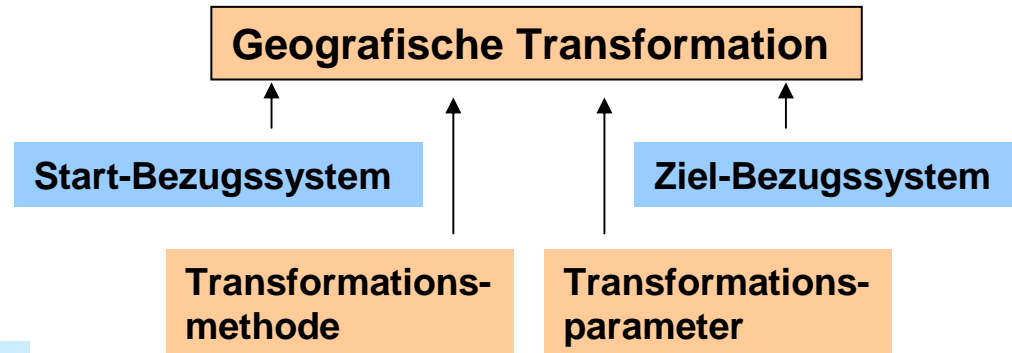 Geografische Transformation
Start-Bezugssystem
Ziel-Bezugssystem
Transformations-
methode
Transformations-
parameter